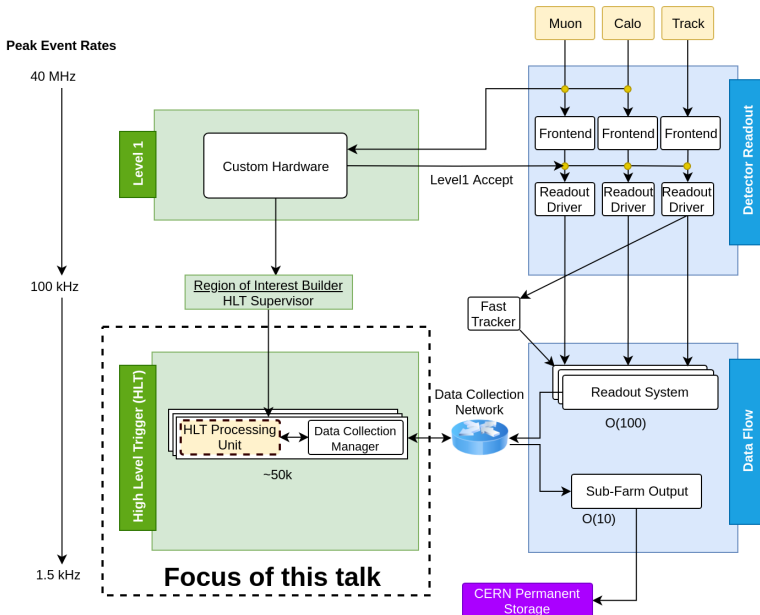 Peak Event Rates
40 MHz
100 kHz
1.5 kHz
Muon
Calo
Track
Level 1
Custom Hardware
Level1 Accept
Frontend
Frontend
Frontend
Readout
Driver
Readout
Driver
Readout
Driver
Detector Readout
Region of Interest Builder
HLT Supervisor
Fast
Tracker
High Level Trigger (HLT)
HLT Processing
Unit
Data Collection
Manager
~50k
Focus of this talk
Data Collection
Network
Readout System
O(100)
Sub-Farm Output
O(10)
Data Flow
CERN Permanent
Storage